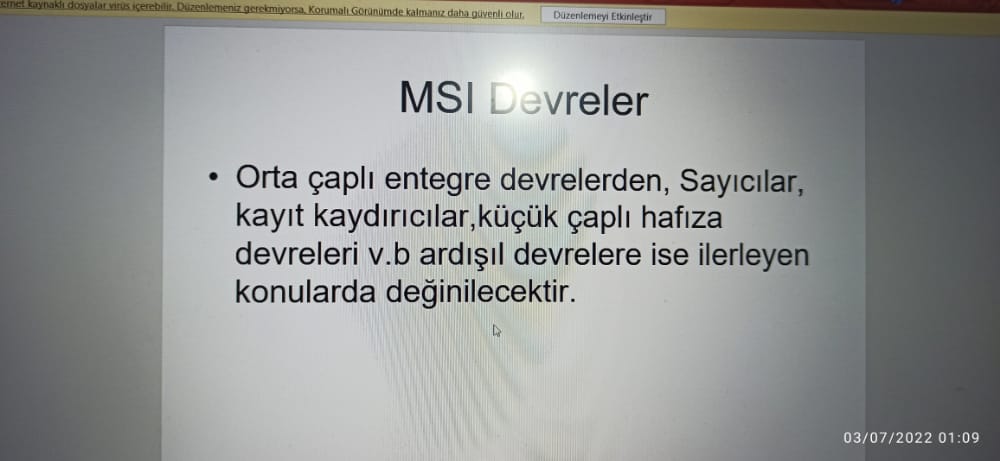 ernet kaynaklı dosyalar virüs içerebilir. Düzenlemeniz gerekmiyorsa, Korumalı Görünümde kalmanız daha güvenli olur.
Düzenlemeyi Etkinleştir
MSI Devreler
• Orta çaplı entegre devrelerden, Sayıcılar,
kayıt kaydırıcılar,küçük çaplı hafıza
devreleri v.b ardışıl devrelere ise ilerleyen
konularda değinilecektir.
03/07/2022 01:09